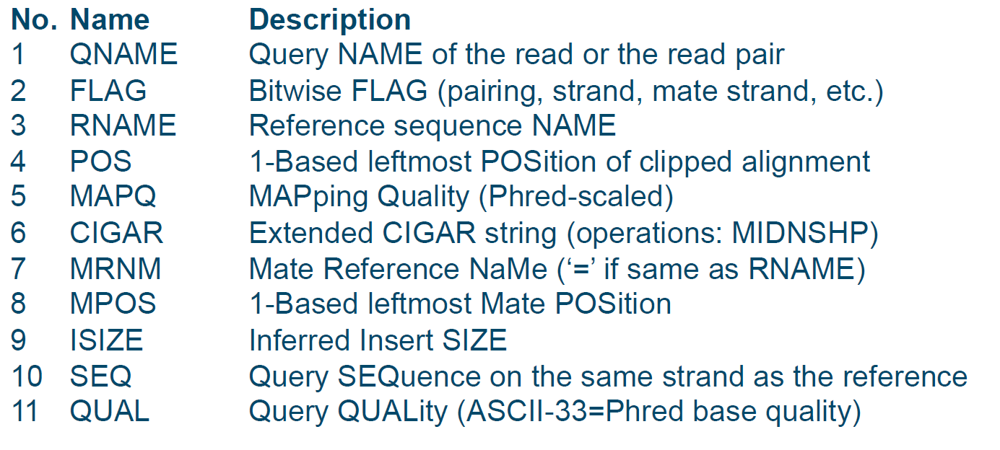 No. Name Description
1 QNAME Query NAME of the read or the read pair
2 FLAG Bitwise FLAG (pairing, strand, mate strand, etc.)
3 RNAME Reference sequence NAME
4 POS 1-Based leftmost POSition of clipped alignment
5 MAPQ MAPping Quality (Phred-scaled)
6 CIGAR Extended CIGAR string (operations: MIDNSHP)
7 MRNM Mate Reference NaMe (‘=’ if same as RNAME)
8 MPOS 1-Based leftmost Mate POSition
9 ISIZE Inferred Insert SIZE
10 SEQ Query SEQuence on the same strand as the reference
11 QUAL Query QUALity (ASCII-33=Phred base quality)